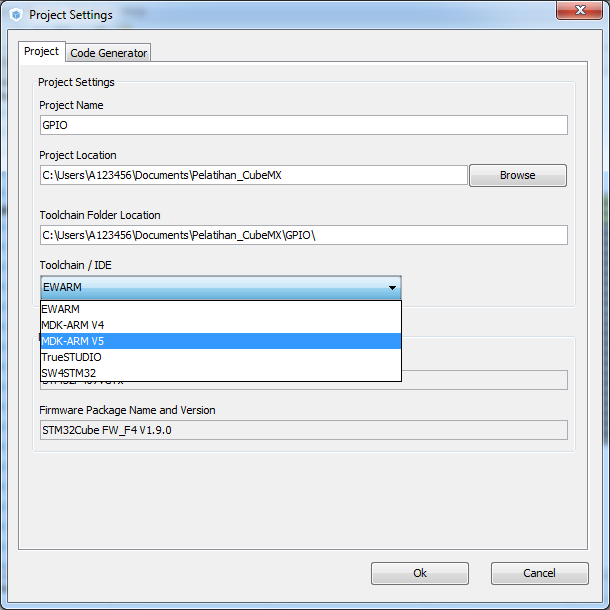 Project Settings
Project
Code Generator
Project Settings
Project Name
GPIO
Project Location
C:\Users\A123456\Documents\Pelatihan_CubeMX
Browse
Toolchain Folder Location
C:\Users\A123456\Documents\Pelatihan_CubeMX\GPIO\
Toolchain / IDE
EWARM
EWARM
MDK-ARM V4
MDK-ARM V5
TrueSTUDIO
SW4STM32
Firmware Package Name and Version
STM32Cube FW_F4 V1.9.0
Ok
Cancel